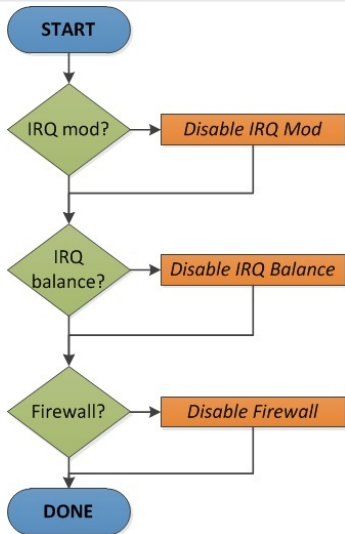 START
IRQ mod?
Disable IRQ Mod
IRQ
balance?
Disable IRQ Balance
Firewall?
Disable Firewall
DONE